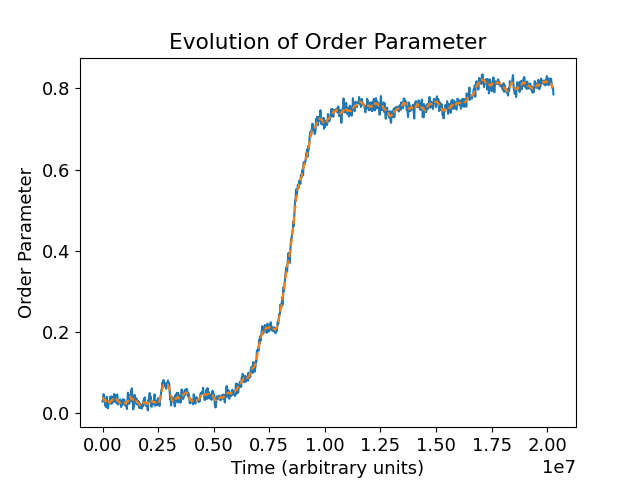 Evolution of Order Parameter
Order Parameter
0.8
0.6
0.4
0.2
0.0
0.00 0.25 0.50 0.75 1.00 1.25 1.50 1.75 2.00
1e7
Time (arbitrary units)